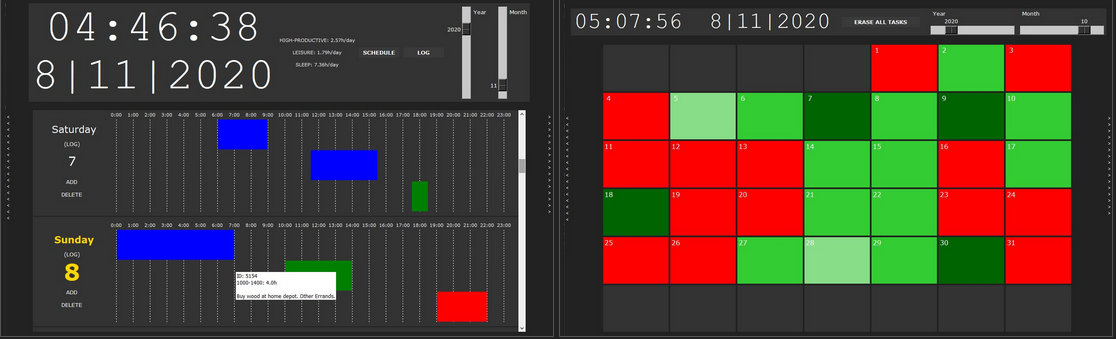 04:46:38
8|11|2020
HIGH-PRODUCTIVE: 2.57h/day
LEISURE: 1.79h/day
SLEEP: 7.36h/day
SCHEDULE LOG
Year
2020
Month
11
0:00 1:00 2:00 3:00 4:00 5:00 6:00 7:00 8:00 9:00 10:00 11:00 12:00 13:00 14:00 15:00 16:00 17:00 18:00 19:00 20:00 21:00 22:00 23:00
Saturday
(LOG)
7
ADD
DELETE
0:00 1:00 2:00 3:00 4:00 5:00 6:00 7:00 8:00 9:00 10:00 11:00 12:00 13:00 14:00 15:00 16:00 17:00 18:00 19:00 20:00 21:00 22:00 23:00
Sunday
(LOG)
8
ADD
DELETE
ID: 5154
1000-1400: 4.0h
Buy wood at home depot. Other Errands.
05:07:56 8|11|2020
ERASE ALL TASKS
Year
2020
Month
10
1 2 3
4 5 6 7 8 9 10
11 12 13 14 15 16 17
18 19 20 21 22 23 24
25 26 27 28 29 30 31